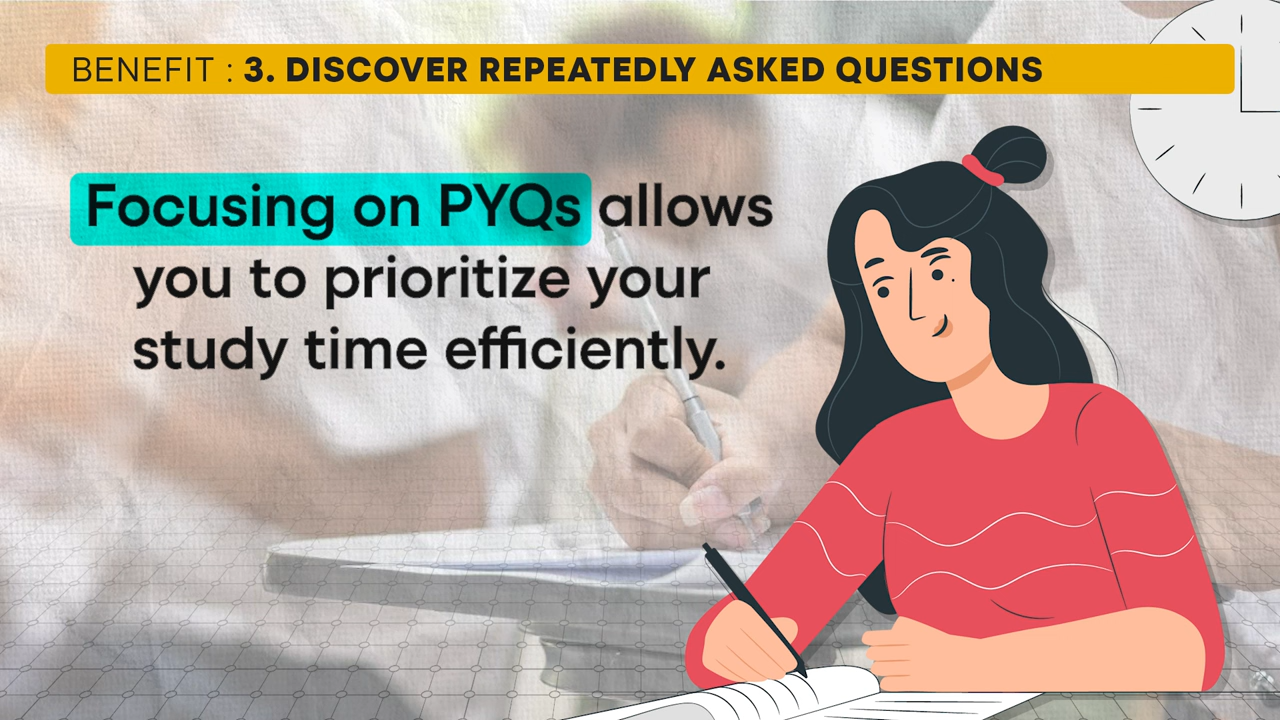 BENEFIT : 3. DISCOVER REPEATEDLY ASKED QUESTIONS
Focusing on PYQs allows
you to prioritize your
study time efficiently.